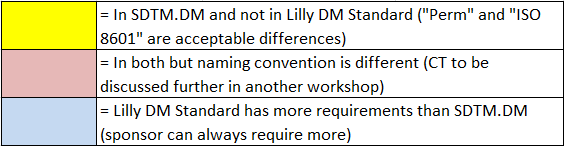 = In SDTM.DM and not in Lilly DM Standard ("Perm" and "ISO
8601" are acceptable differences)
= In both but naming convention is different (CT to be
discussed further in another workshop)
= Lilly DM Standard has more requirements than SDTM.DM
(sponsor can always require more)